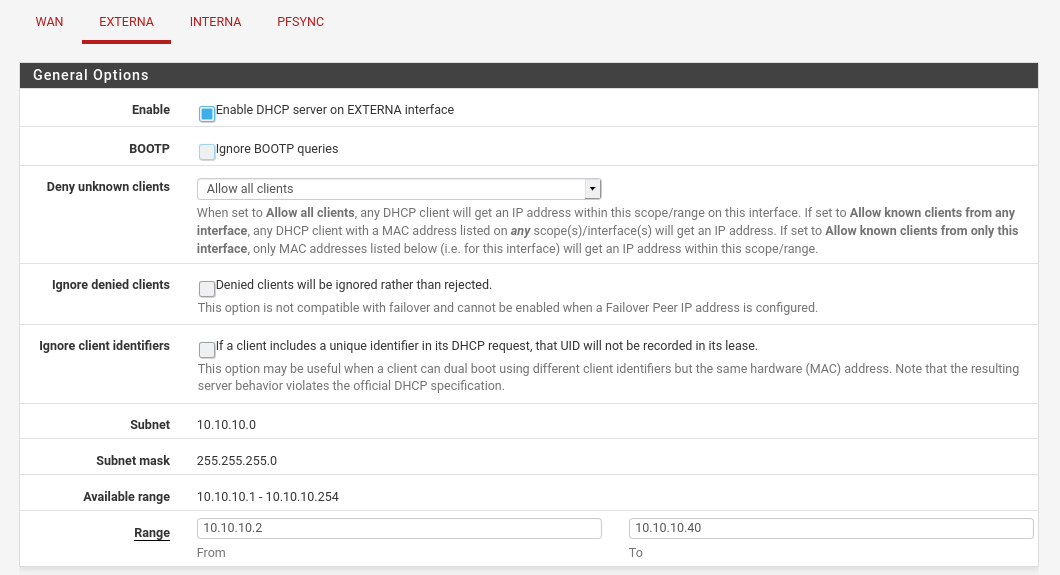 WAN EXTERNA INTERNA PFSYNC
General Options
Enable Enable DHCP server on EXTERNA interface
BOOTP Ignore BOOTP queries
Deny unknown clients Allow all clients
When set to Allow all clients, any DHCP client will get an IP address within this scope/range on this interface. If set to Allow known clients from any
interface, any DHCP client with a MAC address listed on any scope(s)/interface(s) will get an IP address. If set to Allow known clients from only this
interface, only MAC addresses listed below (i.e. for this interface) will get an IP address within this scope/range.
Ignore denied clients Denied clients will be ignored rather than rejected.
This option is not compatible with failover and cannot be enabled when a Failover Peer IP address is configured.
Ignore client identifiers If a client includes a unique identifier in its DHCP request, that UID will not be recorded in its lease.
This option may be useful when a client can dual boot using different client identifiers but the same hardware (MAC) address. Note that the resulting
server behavior violates the official DHCP specification.
Subnet 10.10.10.0
Subnet mask 255.255.255.0
Available range 10.10.10.1 - 10.10.10.254
Range 10.10.10.2 10.10.10.40
From To